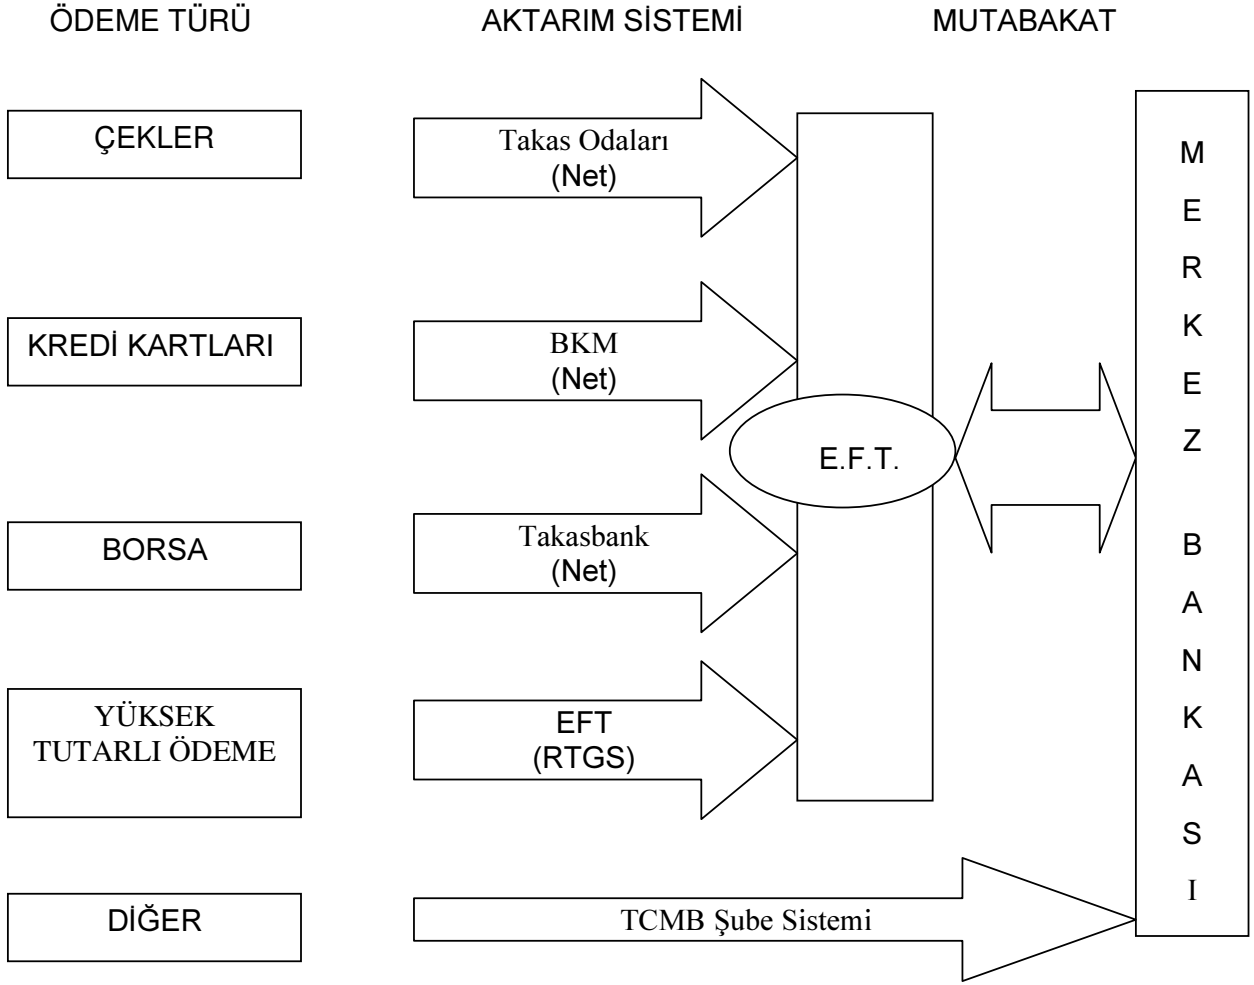 ÖDEME TÜRÜ
AKTARIM SİSTEMİ
MUTABAKAT
ÇEKLER
Takas Odaları
(Net)
KREDİ KARTLARI
BKM
(Net)
E.F.T.
BORSA
Takasbank
(Net)
YÜKSEK
TUTARLI ÖDEME
EFT
(RTGS)
DİĞER
TCMB Şube Sistemi
M
E
R
K
E
Z
B
A
N
K
A
S
I